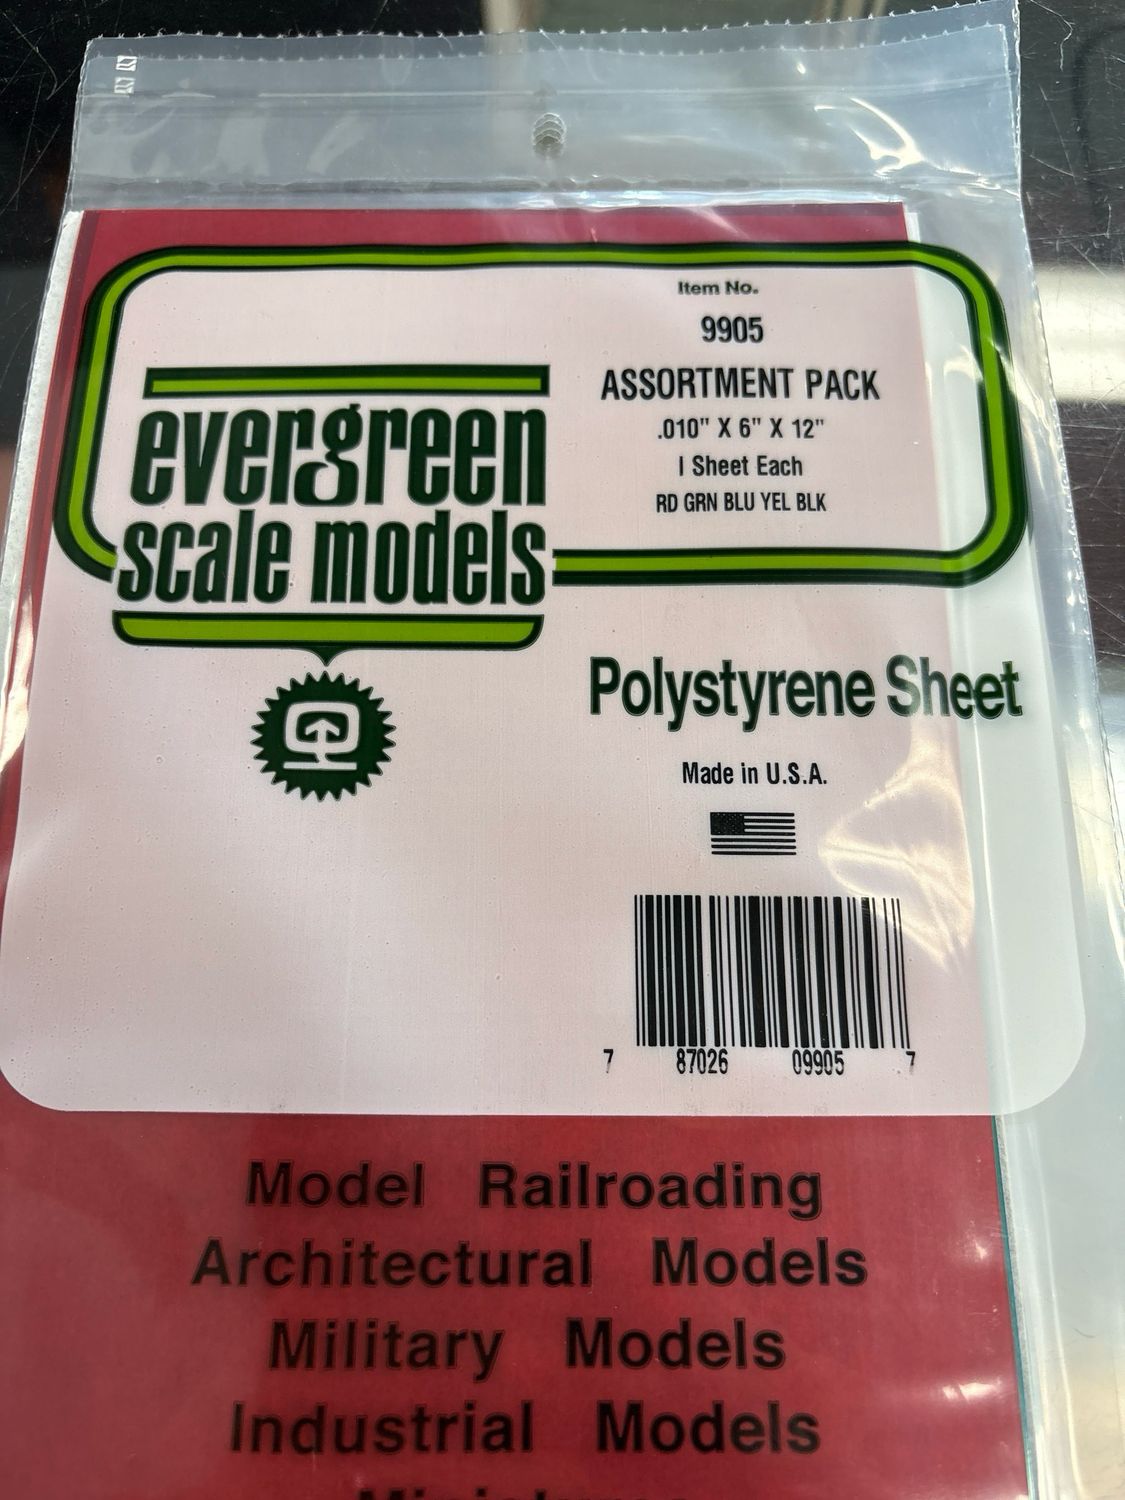 Item No.
9905
ASSORTMENT PACK
.010" X 6" X 12"
1 Sheet Each
RD GRN BLU YEL BLK
evergreen
scale models
Polystyrene Sheet
Made in U.S.A.
7 87026 09905 7
Model Railroading
Architectural Models
Military Models
Industrial Models